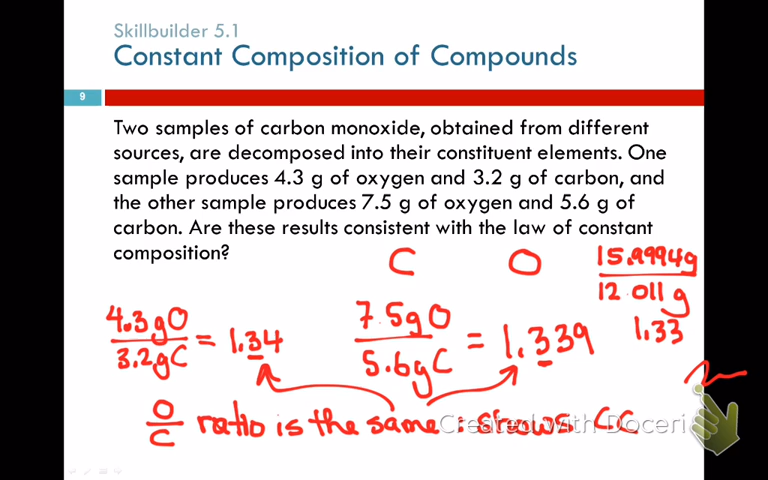 Skillbuilder 5.1
Constant Composition of Compounds
9
Two samples of carbon monoxide, obtained from different
sources, are decomposed into their constituent elements. One
sample produces 4.3 g of oxygen and 3.2 g of carbon, and
the other sample produces 7.5 g of oxygen and 5.6 g of
carbon. Are these results consistent with the law of constant
composition?
C O
15.9994g
12.011g
1.33
4.3gO
3.2gC
= 1.34
7.5gO
5.6gC
= 1.339
O
C
ratio is the same ∴ shows CC
Created with Doceri